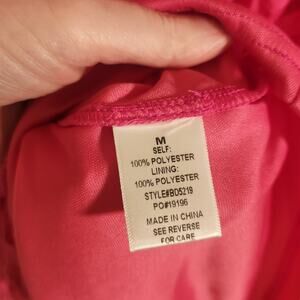 M
SELF:
100% POLYESTER
LINING:
100% POLYESTER
STYLE#BD5219
PO#19196
MADE IN CHINA
SEE REVERSE
FOR CARE